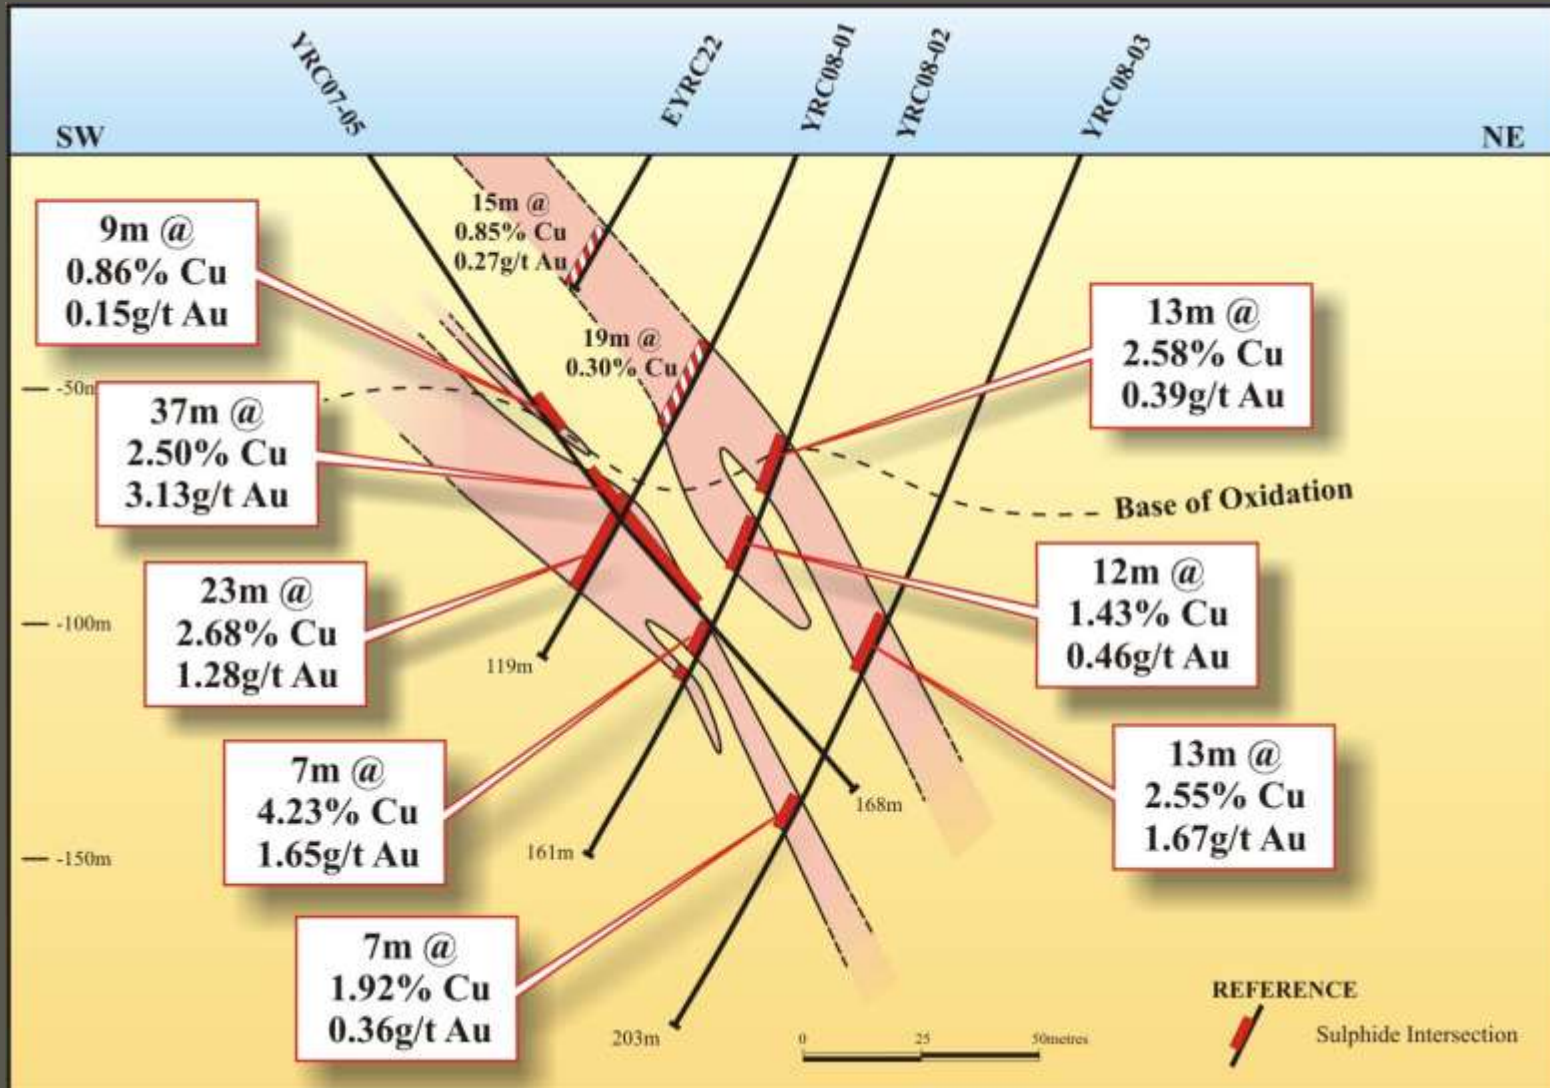 YRC07-05
EYRC22
YRC08-01
YRC08-02
YRC08-03
SW
NE
15m @
0.85% Cu
0.27g/t Au
9m @
0.86% Cu
0.15g/t Au
19m @
0.30% Cu
13m @
2.58% Cu
0.39g/t Au
-50m
37m @
2.50% Cu
3.13g/t Au
Base of Oxidation
23m @
2.68% Cu
1.28g/t Au
12m @
1.43% Cu
0.46g/t Au
-100m
119m
7m @
4.23% Cu
1.65g/t Au
13m @
2.55% Cu
1.67g/t Au
168m
161m
-150m
7m @
1.92% Cu
0.36g/t Au
203m
0 25 50metres
REFERENCE
Sulphide Intersection